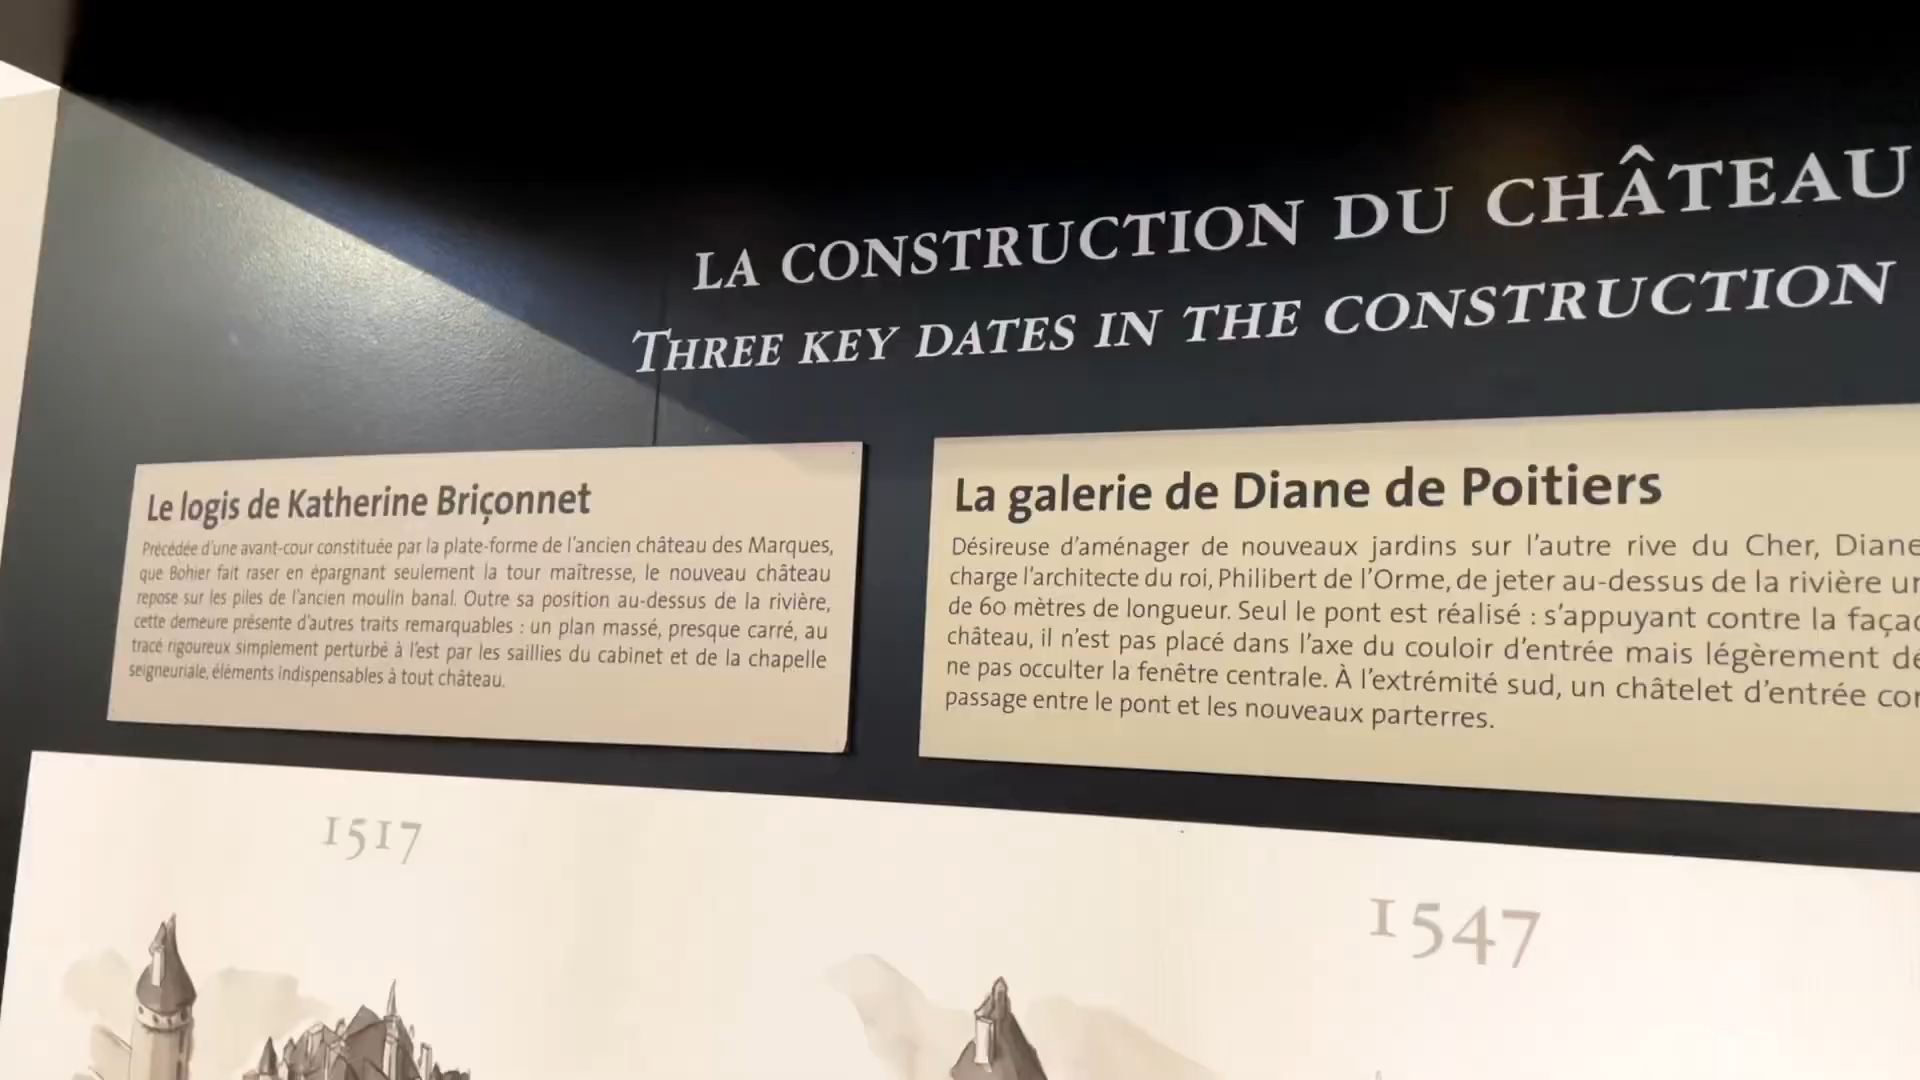 LA CONSTRUCTION DU CHÂTEAU
THREE KEY DATES IN THE CONSTRUCTION
Le logis de Katherine Briçonnet
Précédée d'une avant-cour constituée par la plate-forme de l'ancien château des Marques,
que Bohier fait raser en épargnant seulement la tour maîtresse, le nouveau château
repose sur les piles de l'ancien moulin banal. Outre sa position au-dessus de la rivière,
cette demeure présente d'autres traits remarquables : un plan massé, presque carré, au
tracé rigoureux simplement perturbé à l'est par les saillies du cabinet et de la chapelle
seigneuriale, éléments indispensables à tout château.
La galerie de Diane de Poitiers
Désireuse d'aménager de nouveaux jardins sur l'autre rive du Cher, Diane
charge l'architecte du roi, Philibert de l'Orme, de jeter au-dessus de la rivière
de 60 mètres de longueur. Seul le pont est réalisé : s'appuyant contre la
château, il n'est pas placé dans l'axe du couloir d'entrée mais légèrement
ne pas occulter la fenêtre centrale. À l'extrémité sud, un châtelet d'entrée
passage entre le pont et les nouveaux parterres.
1517
1547